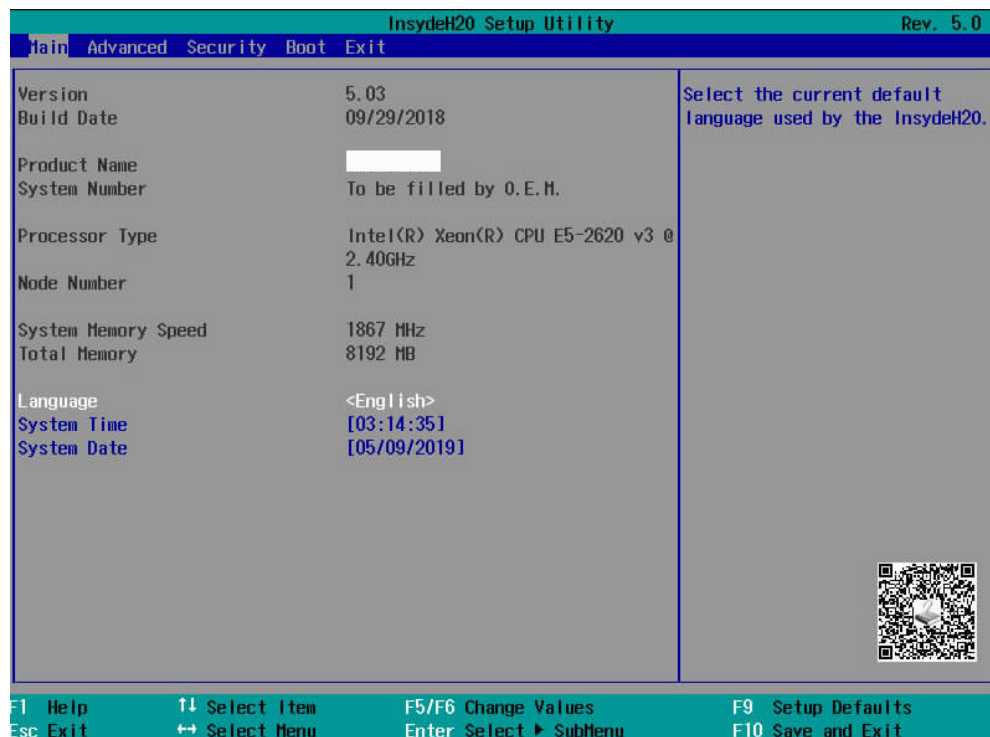 InsydeH20 Setup Utility Rev. 5.0
Main Advanced Security Boot Exit
Version 5.03 Select the current default
Build Date 09/29/2018 language used by the InsydeH20.
Product Name
System Number To be filled by O.E.M.
Processor Type Intel(R) Xeon(R) CPU E5-2620 v3 @
2.40GHz
Node Number 1
System Memory Speed 1867 MHz
Total Memory 8192 MB
Language <English>
System Time [03:14:35]
System Date [05/09/2019]
F1 Help ↑↓ Select Item F5/F6 Change Values F9 Setup Defaults
Esc Exit ↔ Select Menu Enter Select ▶ SubMenu F10 Save and Exit